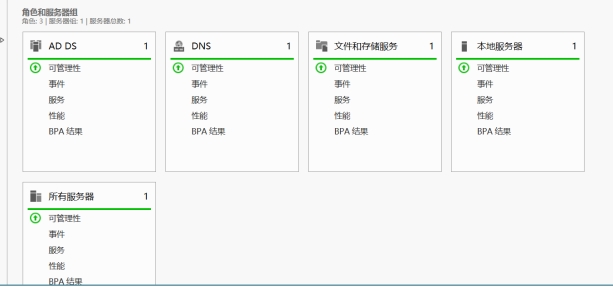 角色和服务器组
角色: 3 | 服务器组: 1 | 服务器总数: 1
AD DS 1
可管理性
事件
服务
性能
BPA 结果
DNS 1
可管理性
事件
服务
性能
BPA 结果
文件和存储服务 1
可管理性
事件
服务
性能
BPA 结果
本地服务器 1
可管理性
事件
服务
性能
BPA 结果
所有服务器 1
可管理性
事件
服务
性能
BPA 结果